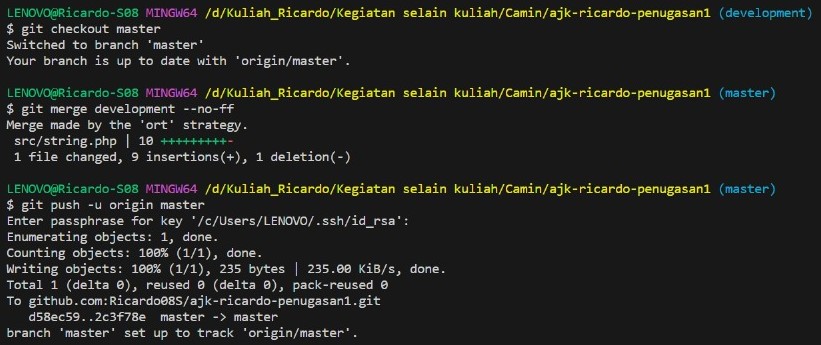 LENOVO@Ricardo-S08 MINGW64 /d/Kuliah_Ricardo/Kegiatan selain kuliah/Camin/ajk-ricardo-penugasan1 (development)
$ git checkout master
Switched to branch 'master'
Your branch is up to date with 'origin/master'.
LENOVO@Ricardo-S08 MINGW64 /d/Kuliah_Ricardo/Kegiatan selain kuliah/Camin/ajk-ricardo-penugasan1 (master)
$ git merge development --no-ff
Merge made by the 'ort' strategy.
src/string.php | 10 +++++++++-
1 file changed, 9 insertions(+), 1 deletion(-)
LENOVO@Ricardo-S08 MINGW64 /d/Kuliah_Ricardo/Kegiatan selain kuliah/Camin/ajk-ricardo-penugasan1 (master)
$ git push -u origin master
Enter passphrase for key '/c/Users/LENOVO/.ssh/id_rsa':
Enumerating objects: 1, done.
Counting objects: 100% (1/1), done.
Writing objects: 100% (1/1), 235 bytes | 235.00 KiB/s, done.
Total 1 (delta 0), reused 0 (delta 0), pack-reused 0
To github.com:Ricardo08S/ajk-ricardo-penugasan1.git
d58ec59..2c3f78e  master -> master
branch 'master' set up to track 'origin/master'.